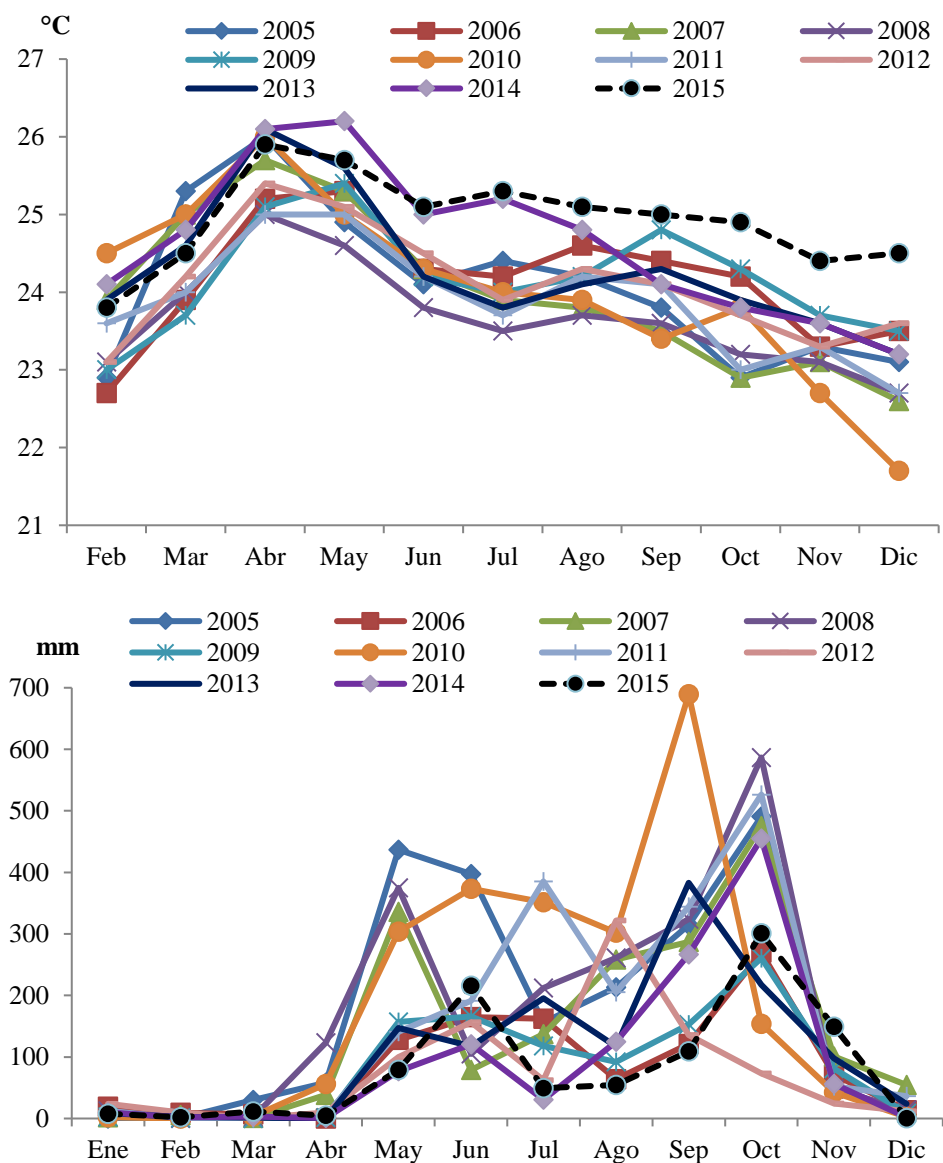 °C
2005 2006 2007 2008
2009 2010 2011 2012
2013 2014 2015
27
26
25
24
23
22
21
Feb Mar Abr May Jun Jul Ago Sep Oct Nov Dic
2005 2006 2007 2008
mm
2009 2010 2011 2012
2013 2014 2015
700
600
500
400
300
200
100
0
Ene Feb Mar Abr May Jun Jul Ago Sep Oct Nov Dic